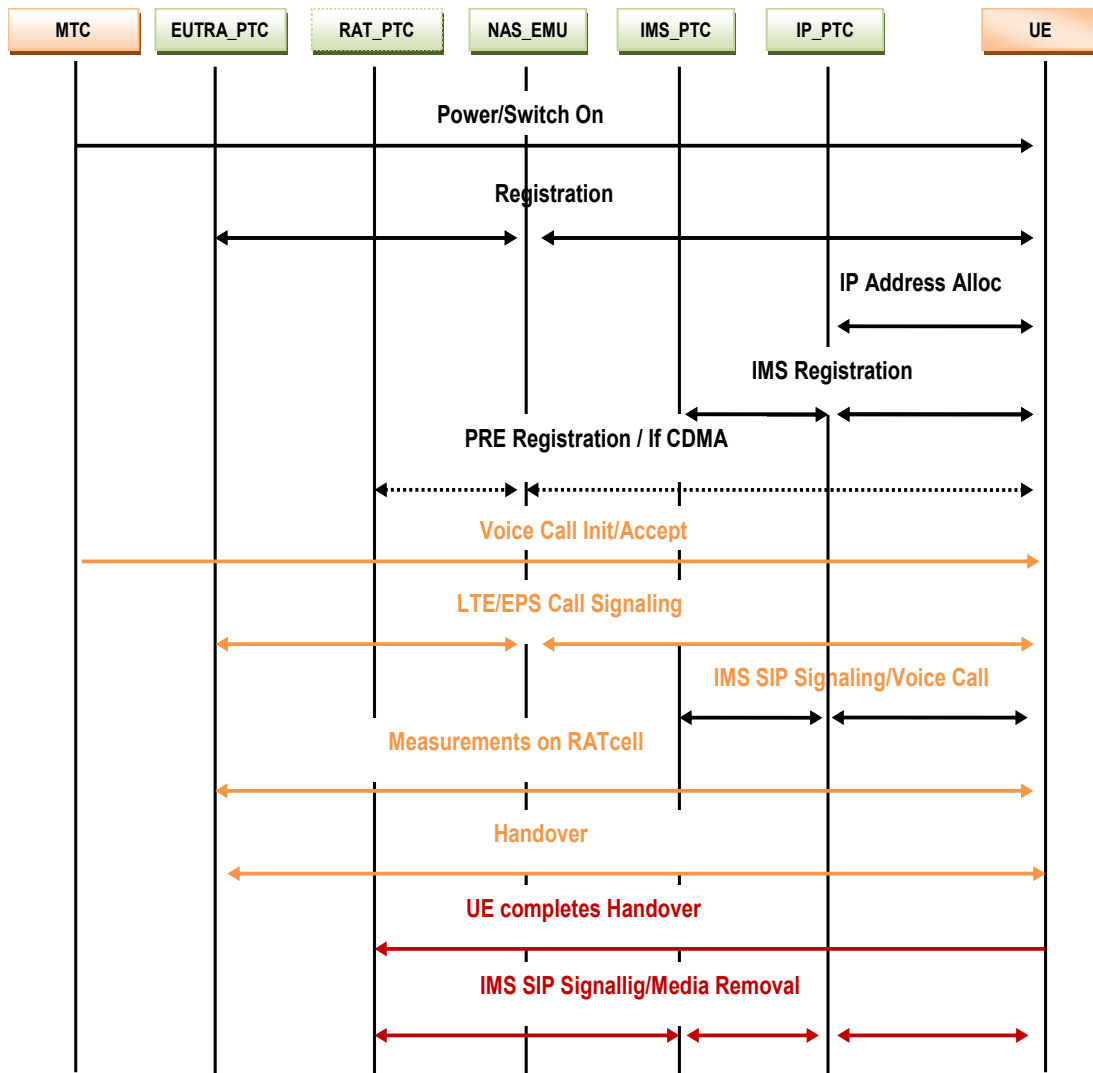 MTC
EUTRA_PTC
RAT_PTC
NAS_EMU
IMS_PTC
IP_PTC
UE
Power/Switch On
Registration
IP Address Alloc
IMS Registration
PRE Registration / If CDMA
Voice Call Init/Accept
LTE/EPS Call Signaling
IMS SIP Signaling/Voice Call
Measurements on RATcell
Handover
UE completes Handover
IMS SIP Signallig/Media Removal